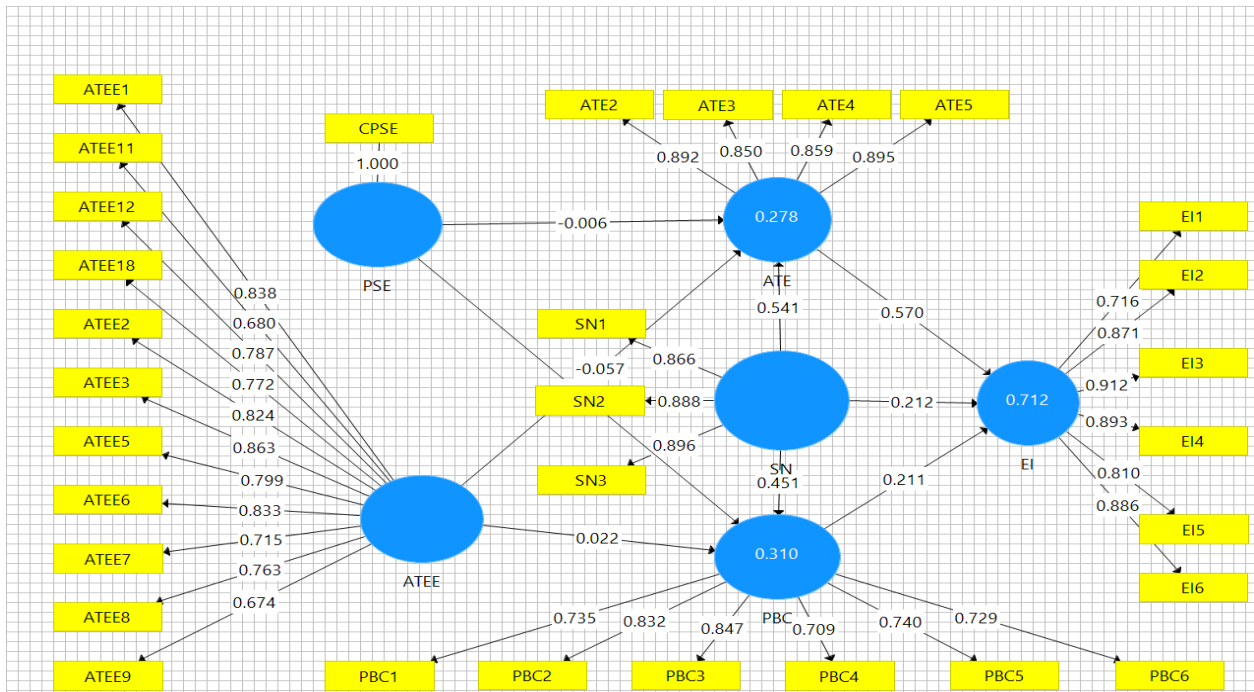 ATEE1
ATEE11
ATEE12
ATEE18
ATEE2
ATEE3
ATEE5
ATEE6
ATEE7
ATEE8
ATEE9
0.838
0.680
0.787
0.772
0.824
0.863
0.799
0.833
0.715
0.763
0.674
ATEE
CPSE
1.000
PSE
-0.006
-0.057
0.022
ATE2
ATE3
ATE4
ATE5
0.892
0.850
0.859
0.895
0.278
ATE
0.541
SN1
SN2
SN3
0.866
0.888
0.896
SN
0.451
0.570
0.212
0.211
0.310
PBC
0.735
0.832
0.847
0.709
0.740
0.729
PBC1
PBC2
PBC3
PBC4
PBC5
PBC6
0.712
EI
0.716
0.871
0.912
0.893
0.810
0.886
EI1
EI2
EI3
EI4
EI5
EI6